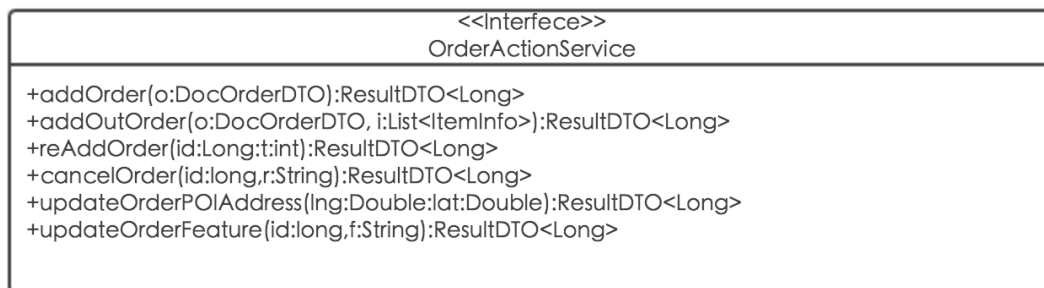 <<Interfece>>
OrderActionService
+addOrder(o:DocOrderDTO):ResultDTO<Long>
+addOutOrder(o:DocOrderDTO, i:List<ItemInfo>):ResultDTO<Long>
+reAddOrder(id:Long:t:int):ResultDTO<Long>
+cancelOrder(id:long,r:String):ResultDTO<Long>
+updateOrderPOIAddress(lng:Double:lat:Double):ResultDTO<Long>
+updateOrderFeature(id:long,f:String):ResultDTO<Long>